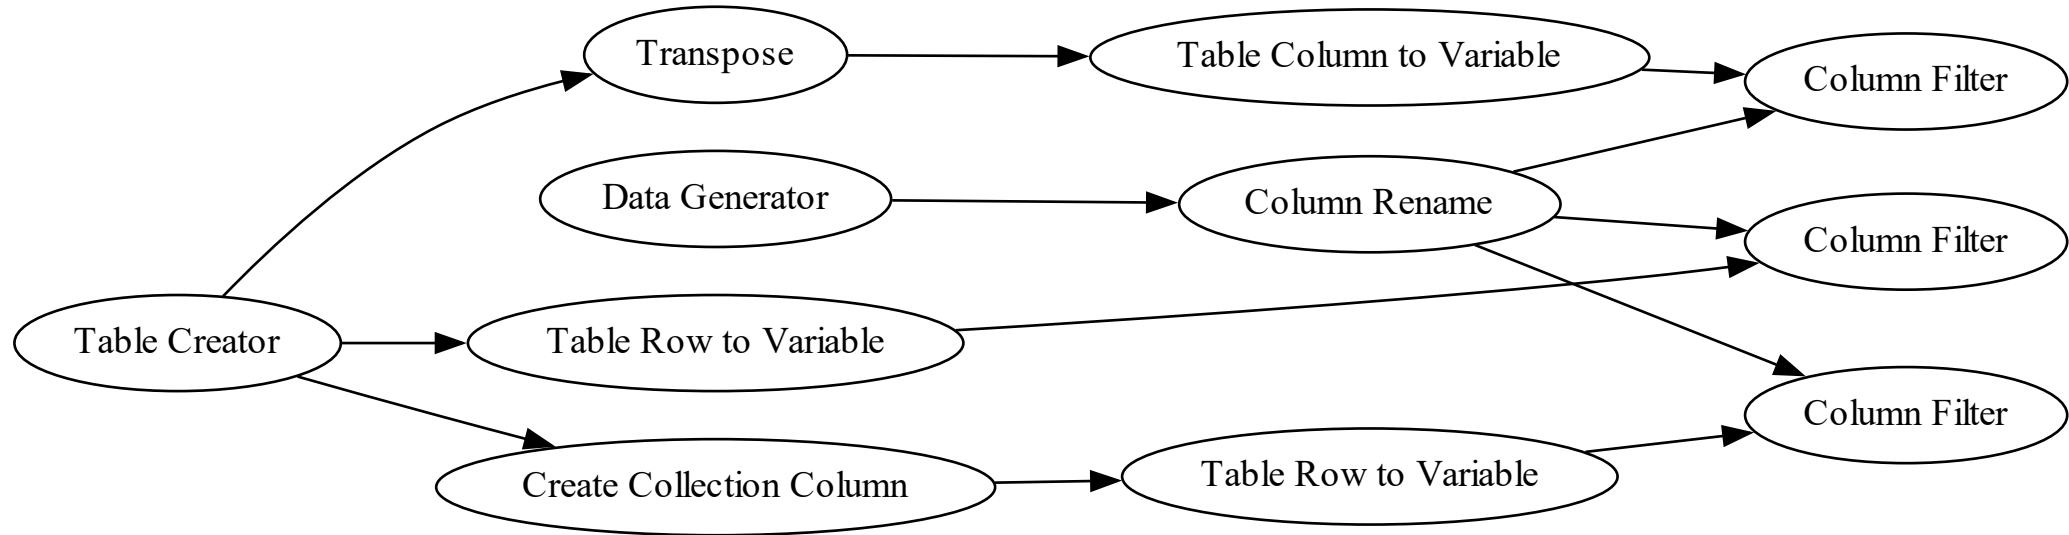 Transpose
Table Column to Variable
Column Filter
Data Generator
Column Rename
Column Filter
Table Creator
Table Row to Variable
Column Filter
Create Collection Column
Table Row to Variable